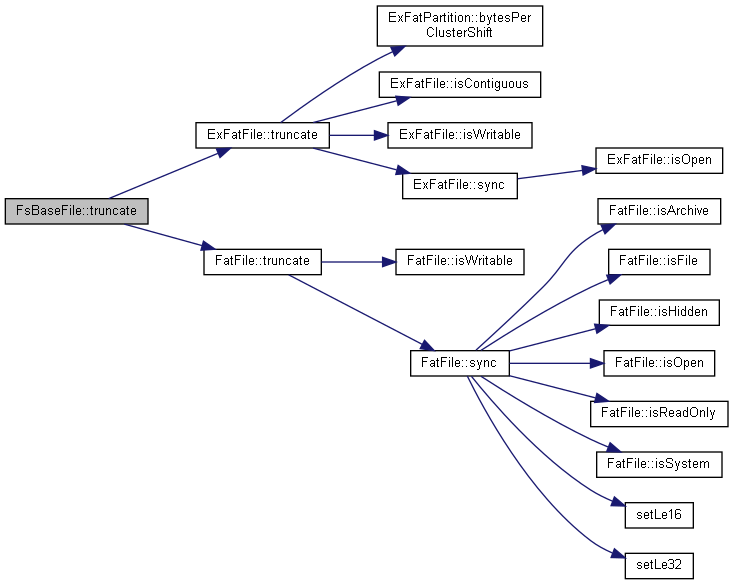 ExFatPartition::bytesPer
ClusterShift
ExFatFile::isContiguous
ExFatFile::truncate
ExFatFile::isWritable
ExFatFile::isOpen
ExFatFile::sync
FsBaseFile::truncate
FatFile::isArchive
FatFile::truncate
FatFile::isWritable
FatFile::isFile
FatFile::isHidden
FatFile::sync
FatFile::isOpen
FatFile::isReadOnly
FatFile::isSystem
setLe16
setLe32